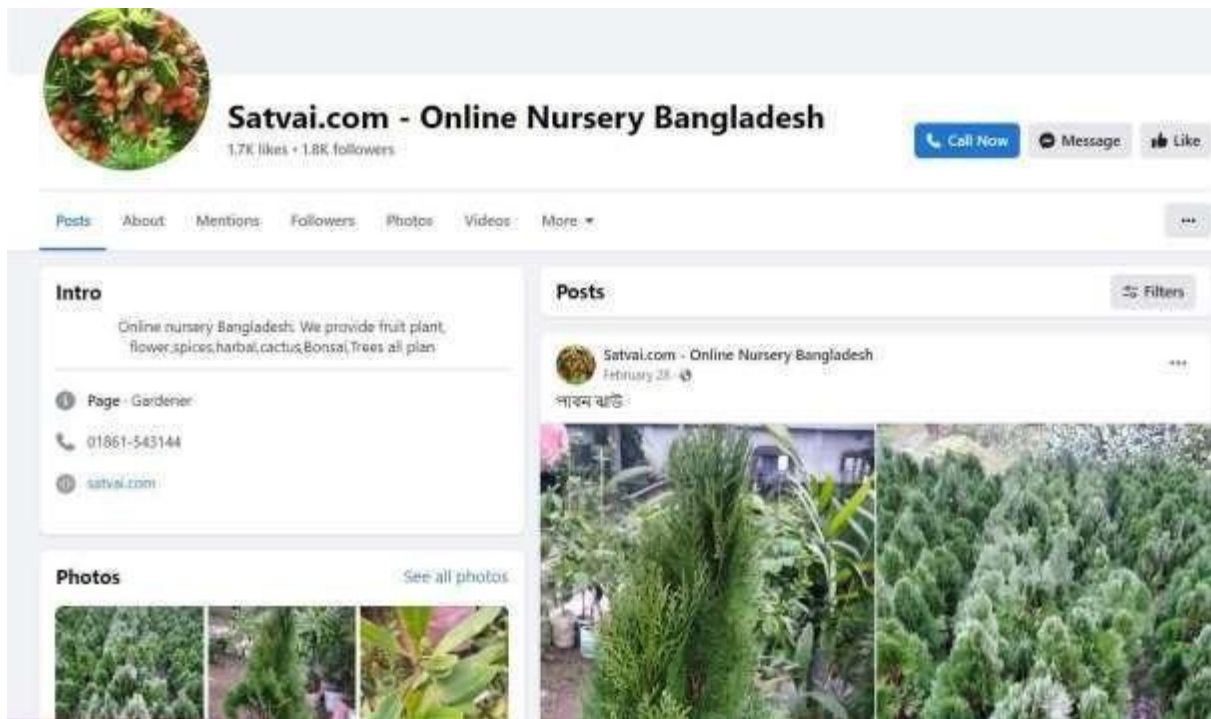 Satvai.com - Online Nursery Bangladesh
1.7K likes • 1.8K followers
Call Now
Message
Like
Posts
About
Mentions
Followers
Photos
Videos
More
Intro
Online nursery Bangladesh. We provide fruit plant,
flower,spices,harbal,cactus,Bonsai,Trees all plan
Page · Gardener
01861-543144
satvai.com
Photos
See all photos
Posts
Filters
Satvai.com - Online Nursery Bangladesh
February 28
পাবন ঝাউ